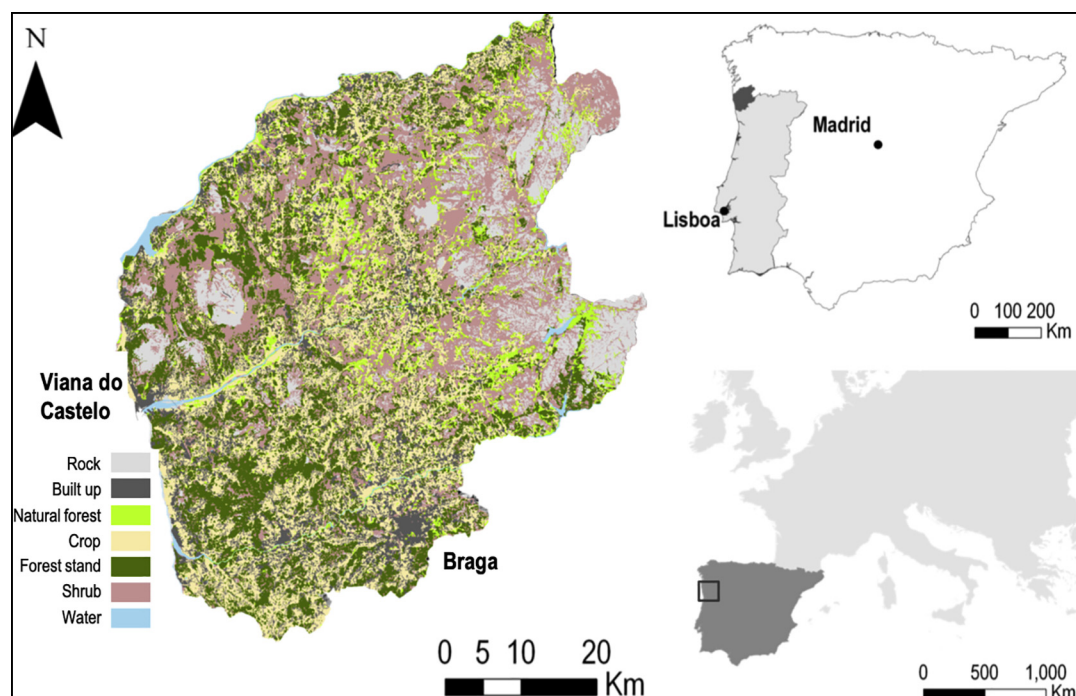 N
Viana do
Castelo
Rock
Built up
Natural forest
Crop
Forest stand
Shrub
Water
Braga
0 5 10 20
Km
Madrid
Lisboa
0 100 200
Km
0 500 1,000
Km